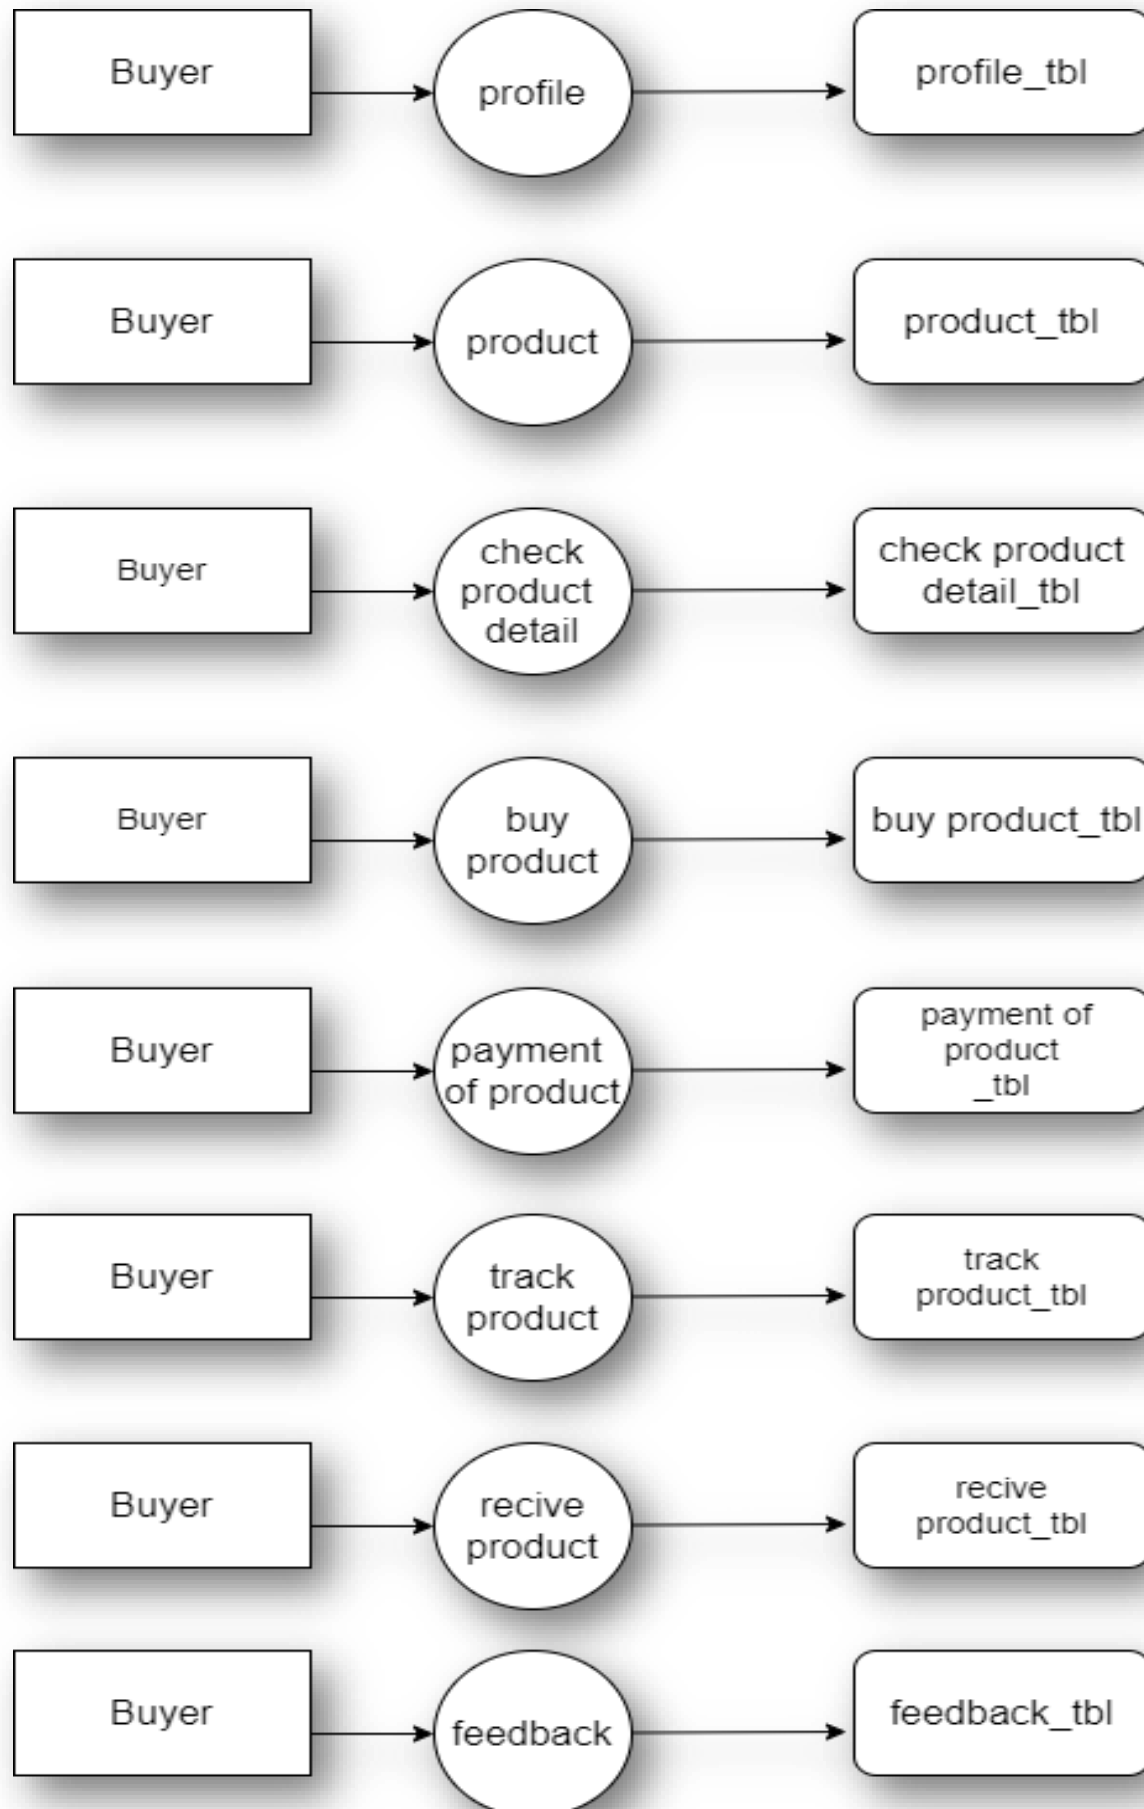 Buyer
profile
profile_tbl
Buyer
product
product_tbl
Buyer
check
product
detail
check product
detail_tbl
Buyer
buy
product
buy product_tbl
Buyer
payment
of product
payment of
product
_tbl
Buyer
track
product
track
product_tbl
Buyer
recive
product
recive
product_tbl
Buyer
feedback
feedback_tbl